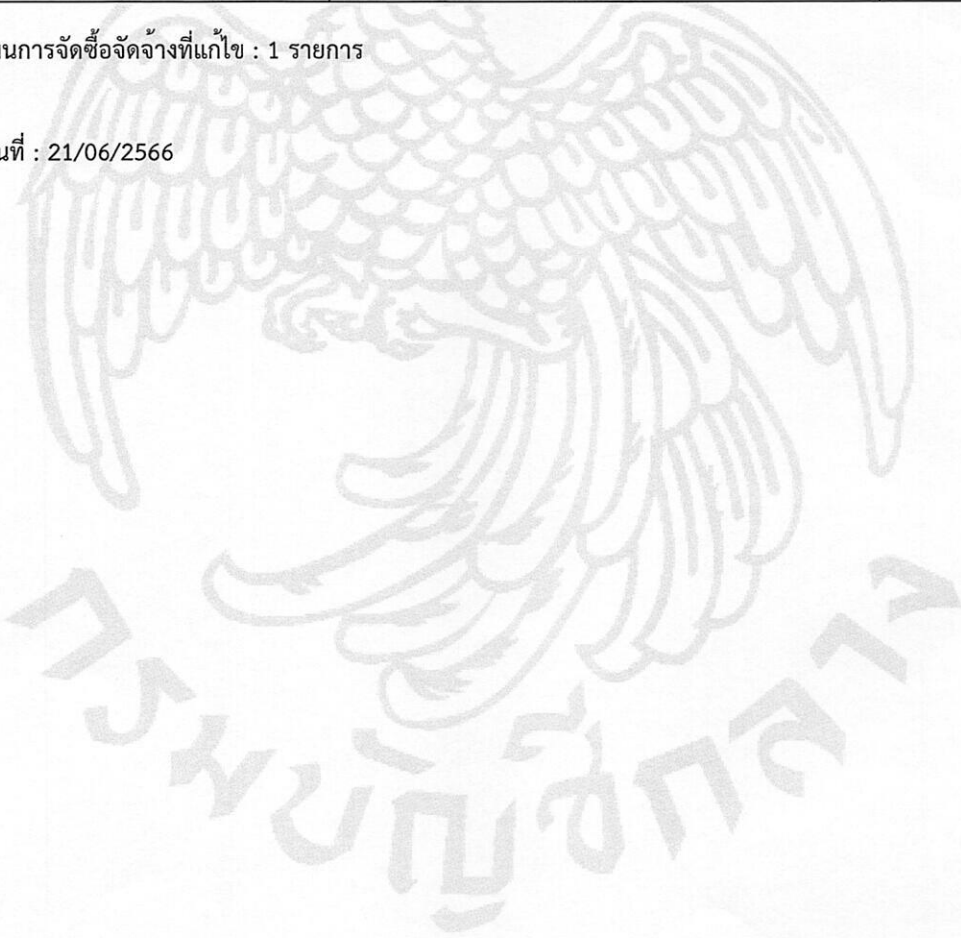 นการจัดซื้อจัดจ้างที่แก้ไข : 1 รายการ
นที่ : 21/06/2566
กรมบัญชีกลาง